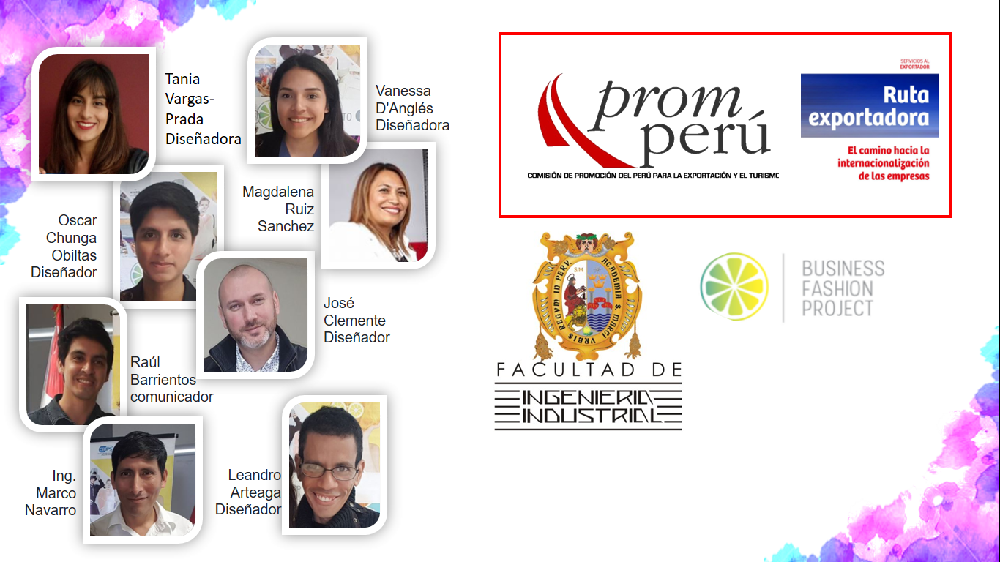 Tania
Vargas-
Prada
Diseñadora
Vanessa
D'Anglés
Diseñadora
Oscar
Chunga
Obiltas
Diseñador
Magdalena
Ruiz
Sanchez
José
Clemente
Diseñador
Raúl
Barrientos
comunicador
Ing.
Marco
Navarro
Leandro
Arteaga
Diseñador
prom
perú
COMISIÓN DE PROMOCIÓN DEL PERÚ PARA LA EXPORTACIÓN Y EL TURISMO
SERVICIOS AL
EXPORTADOR
Ruta
exportadora
El camino hacia la
internacionalización
de las empresas
ACADEMIA S. MARCI VRBIS REGVM IN PERV.
S.M
FACULTAD DE
INGENIERIA
INDUSTRIAL
BUSINESS
FASHION
PROJECT